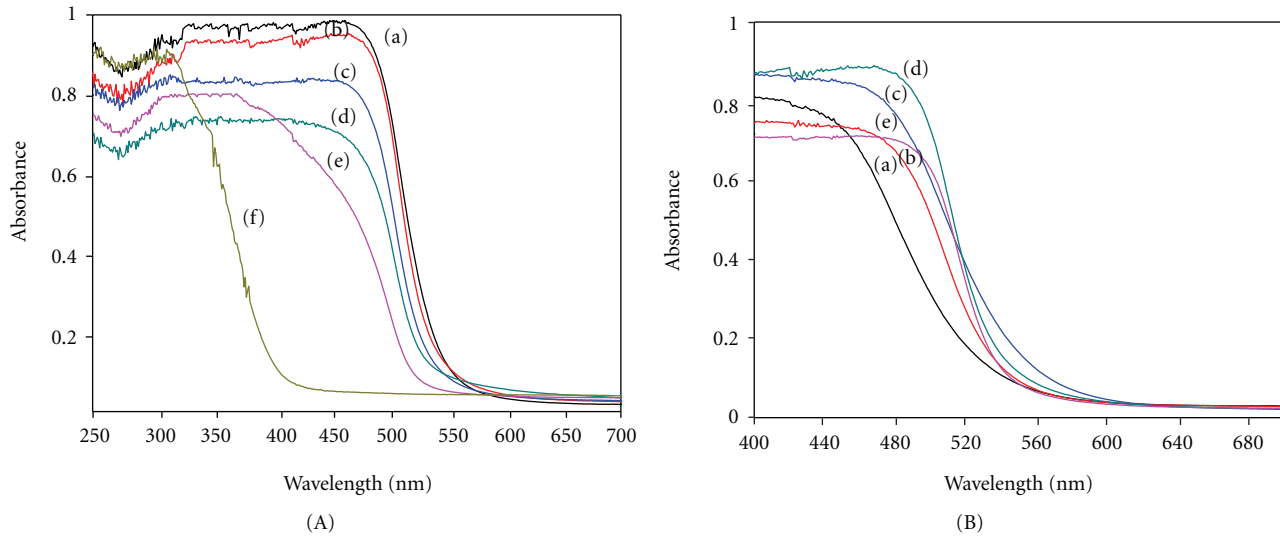 1
0.8
0.6
0.4
0.2
Absorbance
(a)
(b)
(c)
(d)
(e)
(f)
250 300 350 400 450 500 550 600 700
Wavelength (nm)
(A)
1
0.8
0.6
0.4
0.2
0
Absorbance
(d)
(c)
(e)
(a) (b)
400 440 480 520 560 600 640 680
Wavelength (nm)
(B)